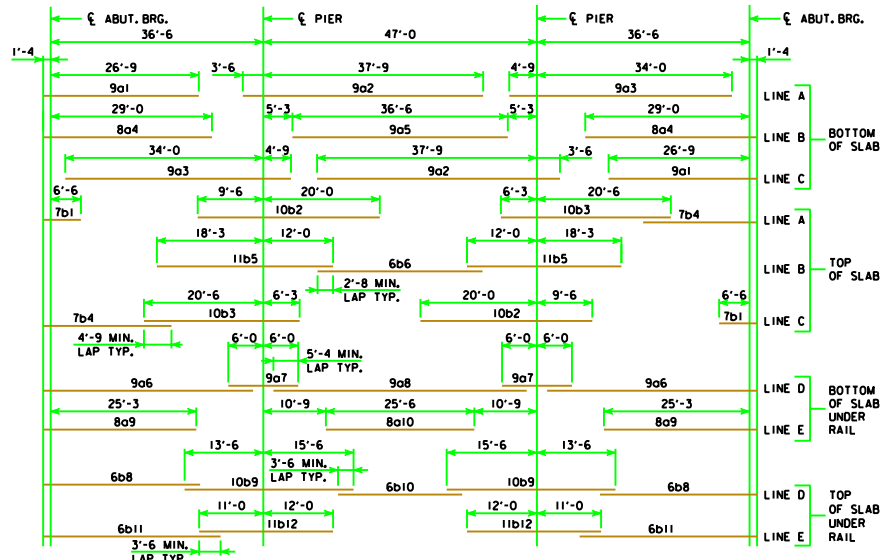 ℄ ABUT. BRG. ℄ PIER ℄ PIER ℄ ABUT. BRG.
36'-6 47'-0 36'-6
1'-4 1'-4
26'-9 3'-6 37'-9 4'-9 34'-0
9a1 9a2 9a3 LINE A
29'-0 5'-3 36'-6 5'-3 29'-0
8a4 9a5 8a4 LINE B
BOTTOM
OF SLAB
34'-0 4'-9 37'-9 3'-6 26'-9
9a3 9a2 9a1 LINE C
6'-6 9'-6 20'-0 6'-3 20'-6
7b1 10b2 10b3 7b4 LINE A
18'-3 12'-0 12'-0 18'-3
11b5 6b6 11b5 LINE B
TOP
OF SLAB
2'-8 MIN.
LAP TYP.
20'-6 6'-3 20'-0 9'-6 6'-6
7b4 10b3 10b2 7b1 LINE C
4'-9 MIN.
LAP TYP.
6'-0 6'-0 5'-4 MIN.
LAP TYP.
6'-0 6'-0
9a6 9a7 9a8 9a7 9a6 LINE D
25'-3 10'-9 25'-6 10'-9 25'-3
8a9 8a10 8a9 LINE E
BOTTOM
OF SLAB
UNDER
RAIL
13'-6 15'-6 15'-6 13'-6
3'-6 MIN.
LAP TYP.
6b8 10b9 6b10 10b9 6b8 LINE D
11'-0 12'-0 12'-0 11'-0
6b11 11b12 11b12 6b11 LINE E
TOP
OF SLAB
UNDER
RAIL
3'-6 MIN.
LAP TYP.